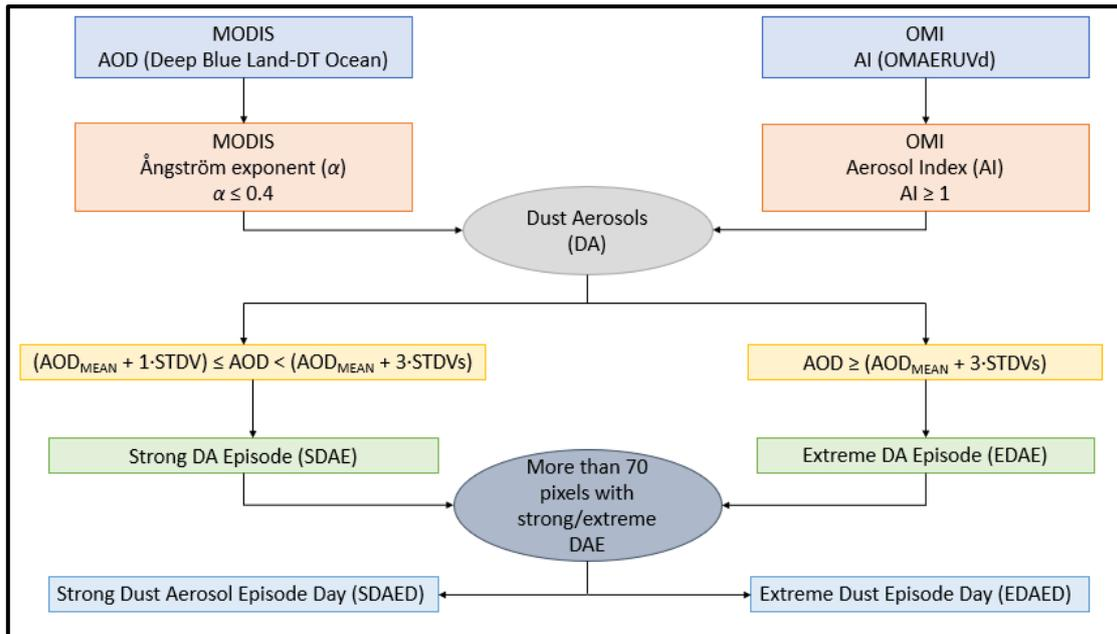 MODIS
AOD (Deep Blue Land-DT Ocean)
OMI
AI (OMAERUVd)
MODIS
Ångström exponent (α)
α ≤ 0.4
OMI
Aerosol Index (AI)
AI ≥ 1
Dust Aerosols
(DA)
(AOD_MEAN + 1·STDV) ≤ AOD < (AOD_MEAN + 3·STDVs)
AOD ≥ (AOD_MEAN + 3·STDVs)
Strong DA Episode (SDAE)
Extreme DA Episode (EDAE)
More than 70
pixels with
strong/extreme
DAE
Strong Dust Aerosol Episode Day (SDAED)
Extreme Dust Episode Day (EDAED)